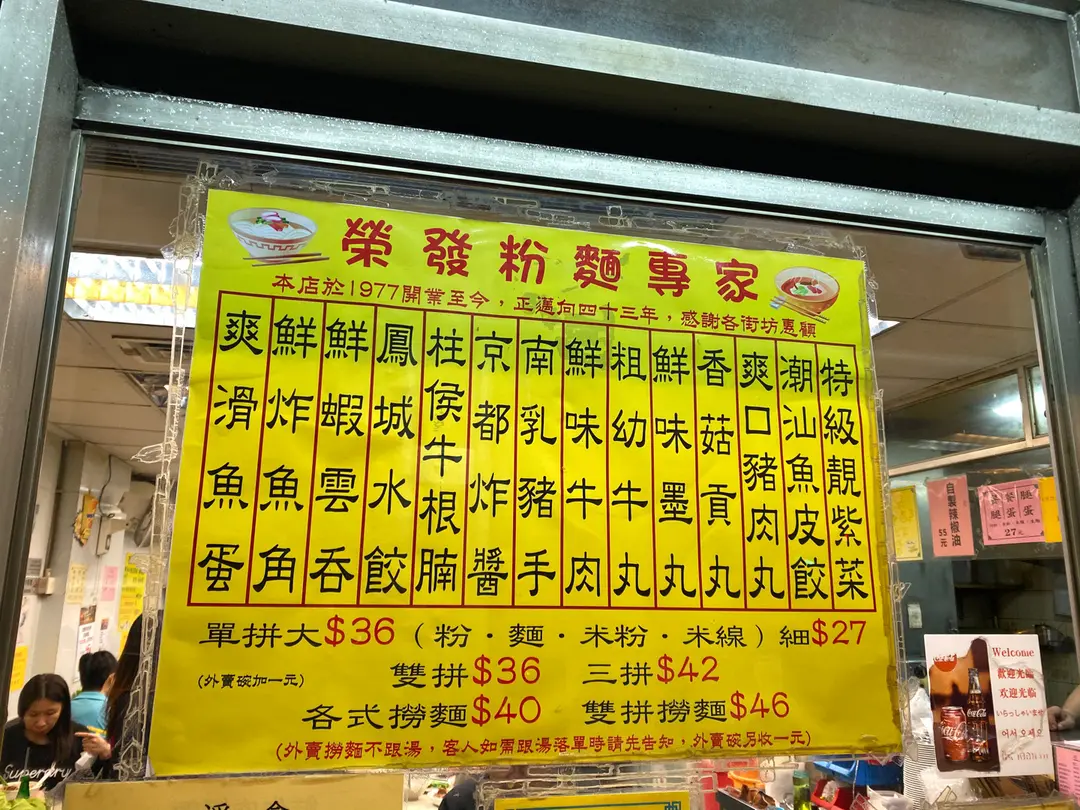 榮發粉麵專家
本店於1977開業至今，正邁向四十三年，感謝各街坊惠顧
特級靚紫菜
潮汕魚皮餃
爽口豬肉丸
香菇貢丸
鮮味墨丸
粗幼牛丸
鮮味牛肉
南乳豬手
京都炸醬
柱侯牛根腩
鳳城水餃
鮮蝦雲吞
鮮炸魚角
爽滑魚蛋
單拼大$36（粉·麵·米粉·米線）細$27
(外賣碗加一元)
雙拼$36 三拼$42
各式撈麵$40 雙拼撈麵$46
(外賣撈麵不跟湯，客人如需跟湯落單時請先告知，外賣碗另收一元)
自製辣椒油
55元
27元
Welcome
歡迎光臨
欢迎光临
いらっしゃいませ
어서 오세요
Coca-Cola
Superdry